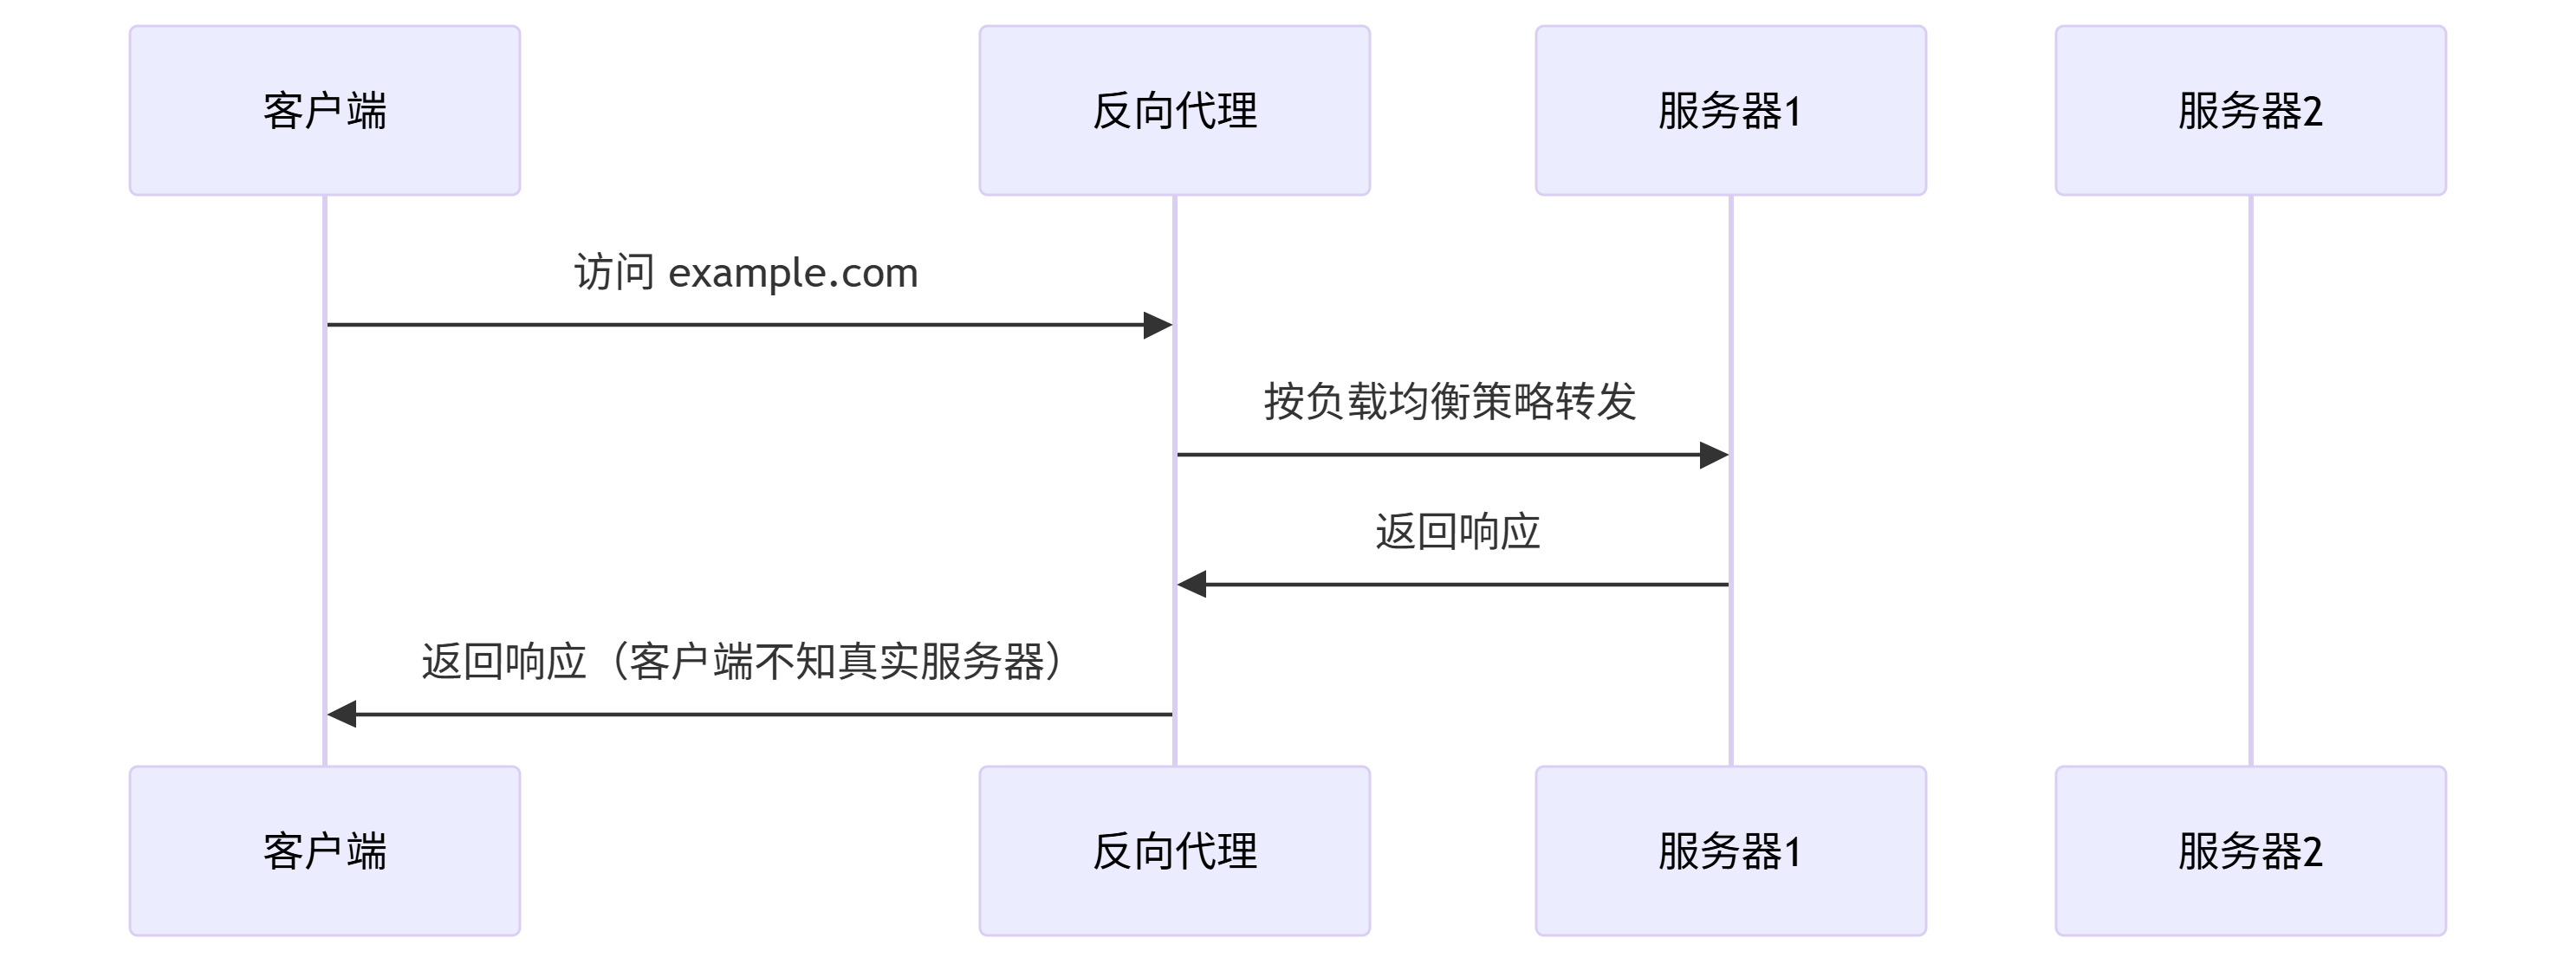 客户端
反向代理
服务器1
服务器2
访问 example.com
按负载均衡策略转发
返回响应
返回响应（客户端不知真实服务器）
客户端
反向代理
服务器1
服务器2